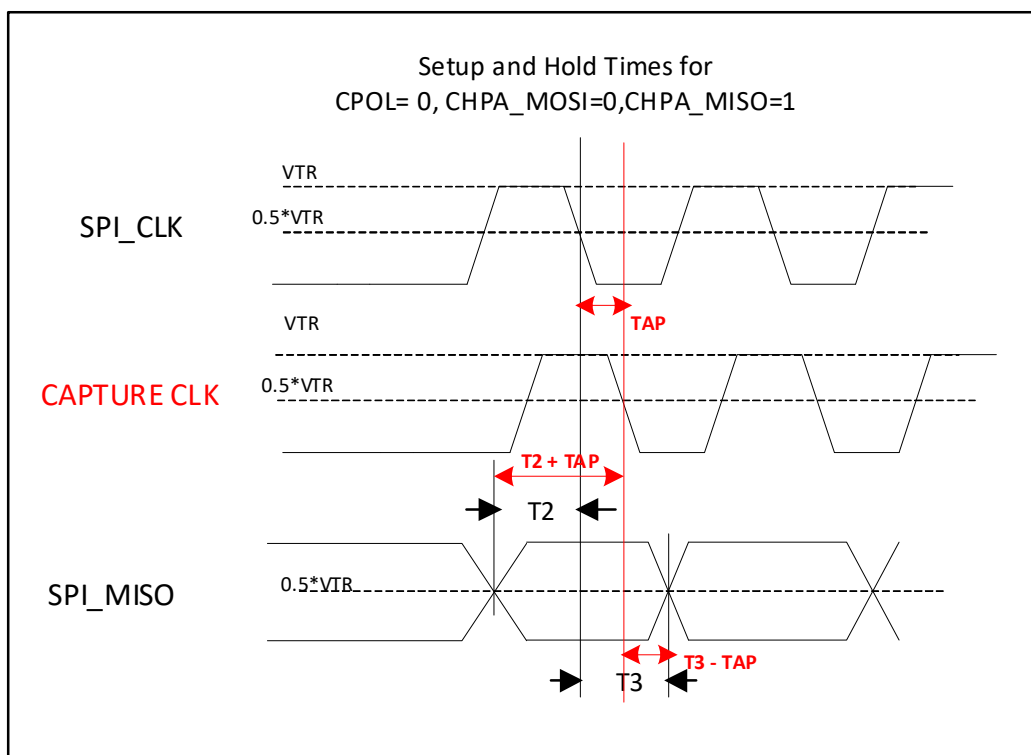 Setup and Hold Times for
CPOL= 0, CHPA_MOSI=0,CHPA_MISO=1
VTR
0.5*VTR
SPI_CLK
TAP
VTR
0.5*VTR
CAPTURE CLK
T2 + TAP
T2
0.5*VTR
SPI_MISO
T3 - TAP
T3